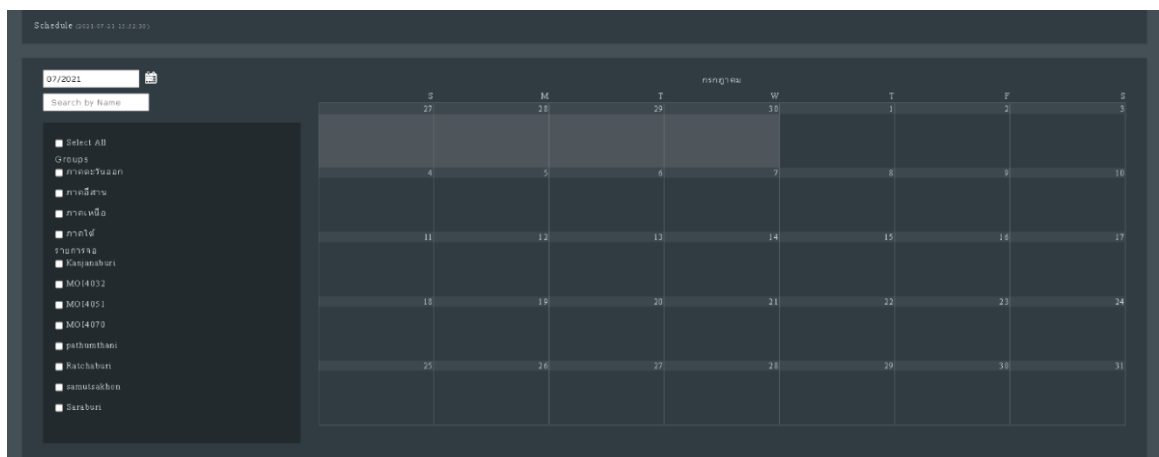 Schedule (2021-07-21
07/2021
Search by Name
Select All
Groups
ภาคตะวันออก
ภาคอีสาน
ภาคเหนือ
ภาคใต้
รายการจอ
Kanjanaburi
MOI4032
MOI4051
MOI4070
pathumthani
Ratchaburi
samutsakhon
Saraburi
กรกฎาคม
S M T W T F S
27 28 29 30 1 2 3
4 5 6 7 8 9 10
11 12 13 14 15 16 17
18 19 20 21 22 23 24
25 26 27 28 29 30 31